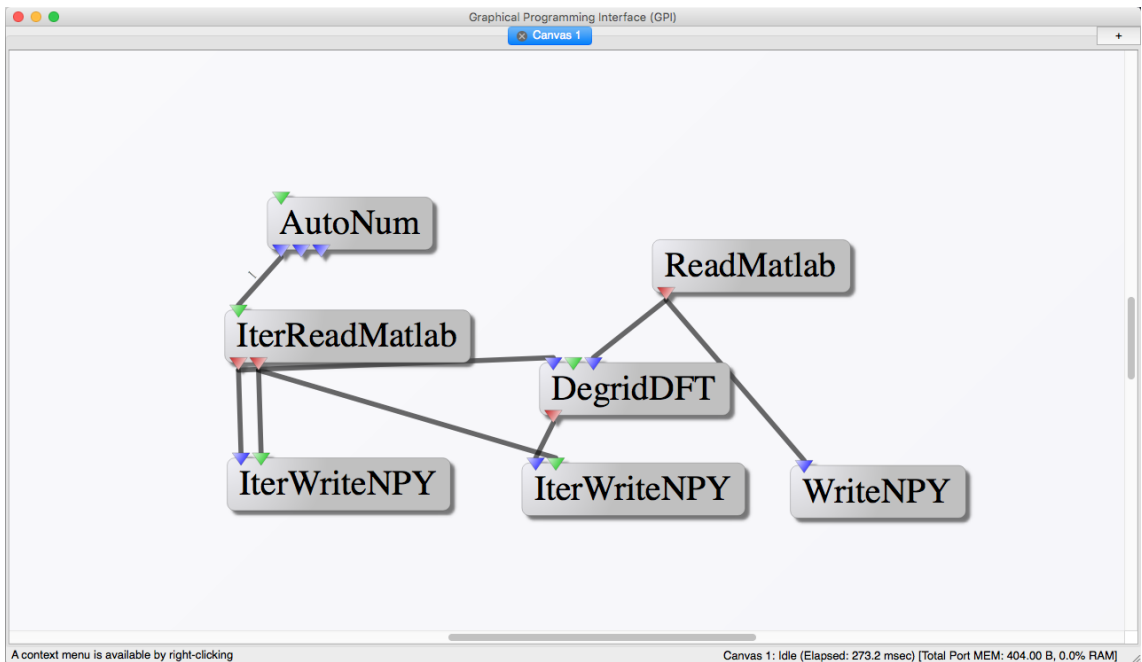 Graphical Programming Interface (GPI)
Canvas 1
+
AutoNum
1
ReadMatlab
IterReadMatlab
DegridDFT
IterWriteNPY
IterWriteNPY
WriteNPY
A context menu is available by right-clicking
Canvas 1: Idle (Elapsed: 273.2 msec) [Total Port MEM: 404.00 B, 0.0% RAM]